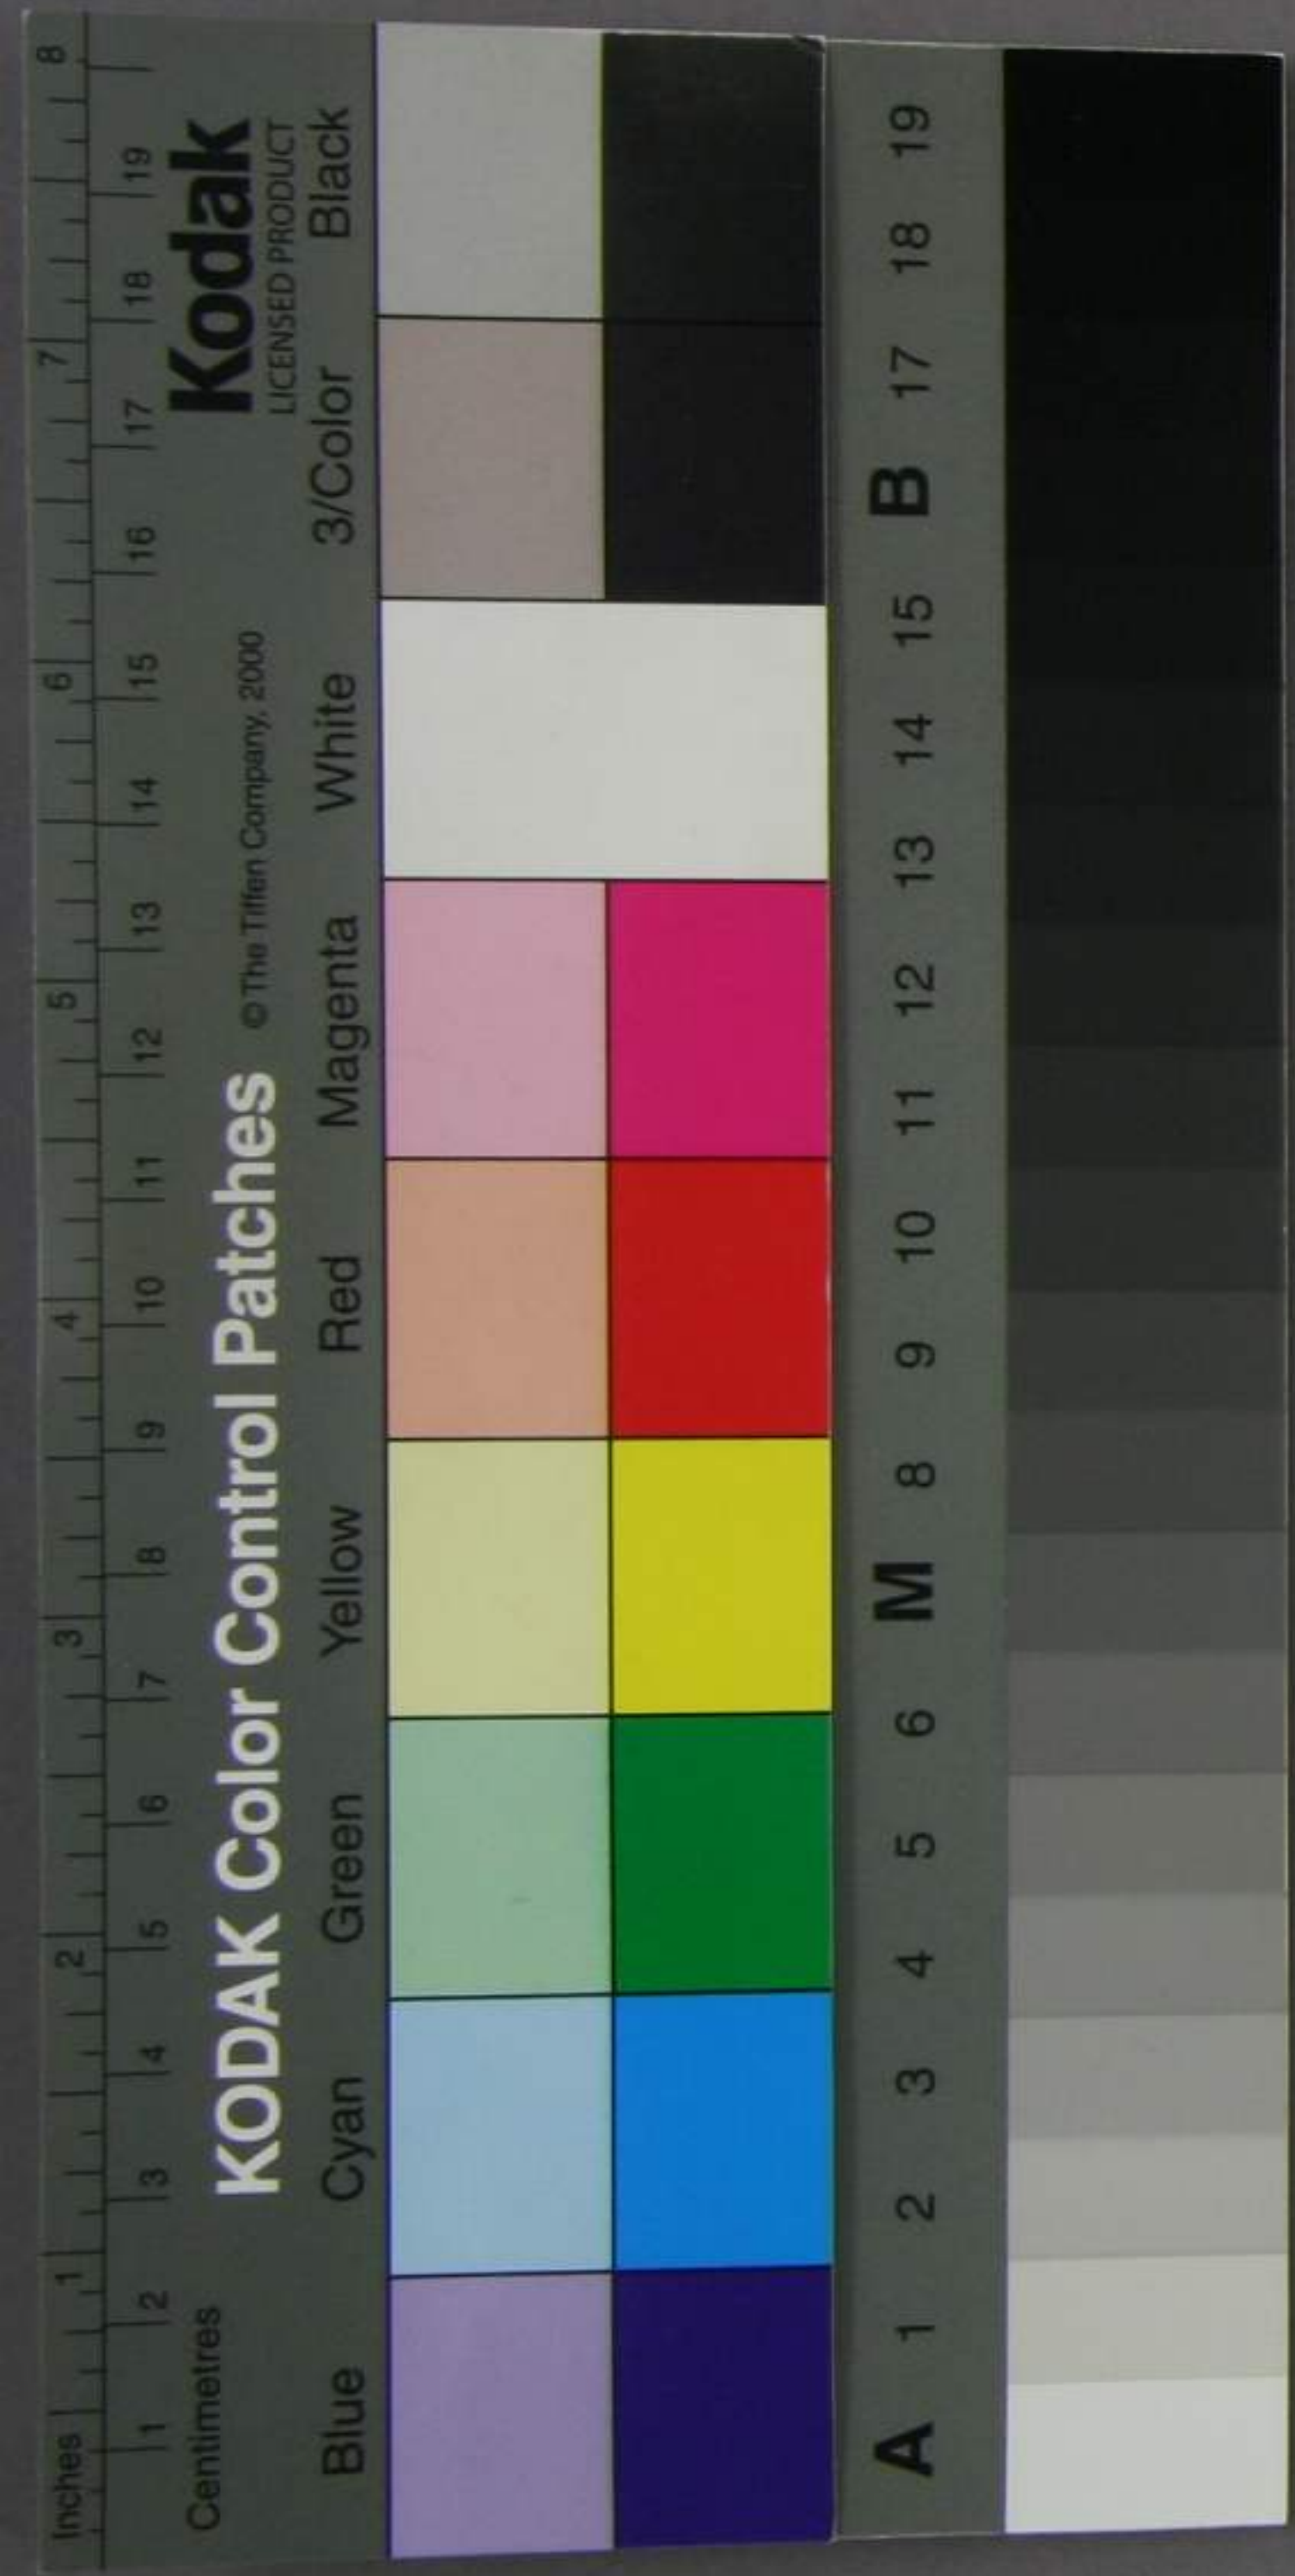 Inches 1 2 3 4 5 6 7 8
1 2 3 4 5 6 7 8 9 10 11 12 13 14 15 16 17 18 19
Centimetres
KODAK Color Control Patches © The Tiffen Company, 2000
Kodak
LICENSED PRODUCT
Blue Cyan Green Yellow Red Magenta White 3/Color Black
A 1 2 3 4 5 6 M 8 9 10 11 12 13 14 15 B 17 18 19